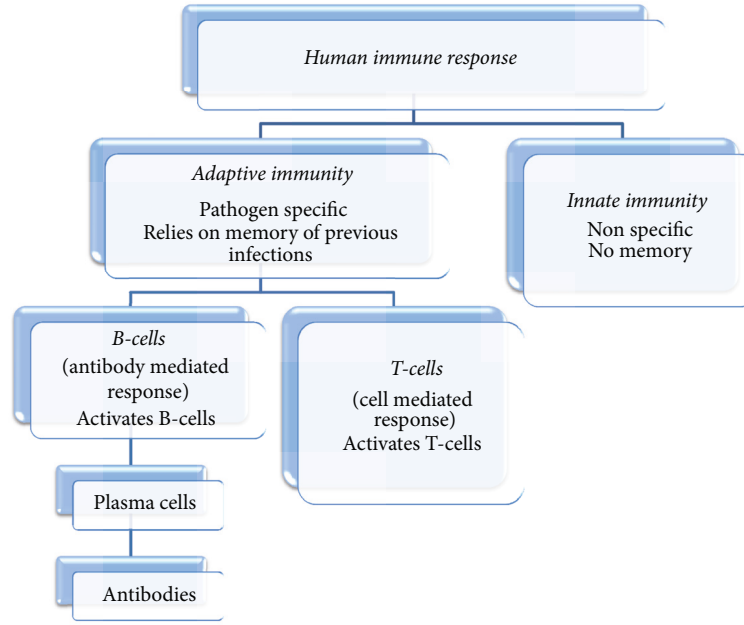 Human immune response
Adaptive immunity
Pathogen specific
Relies on memory of previous
infections
Innate immunity
Non specific
No memory
B-cells
(antibody mediated
response)
Activates B-cells
T-cells
(cell mediated
response)
Activates T-cells
Plasma cells
Antibodies